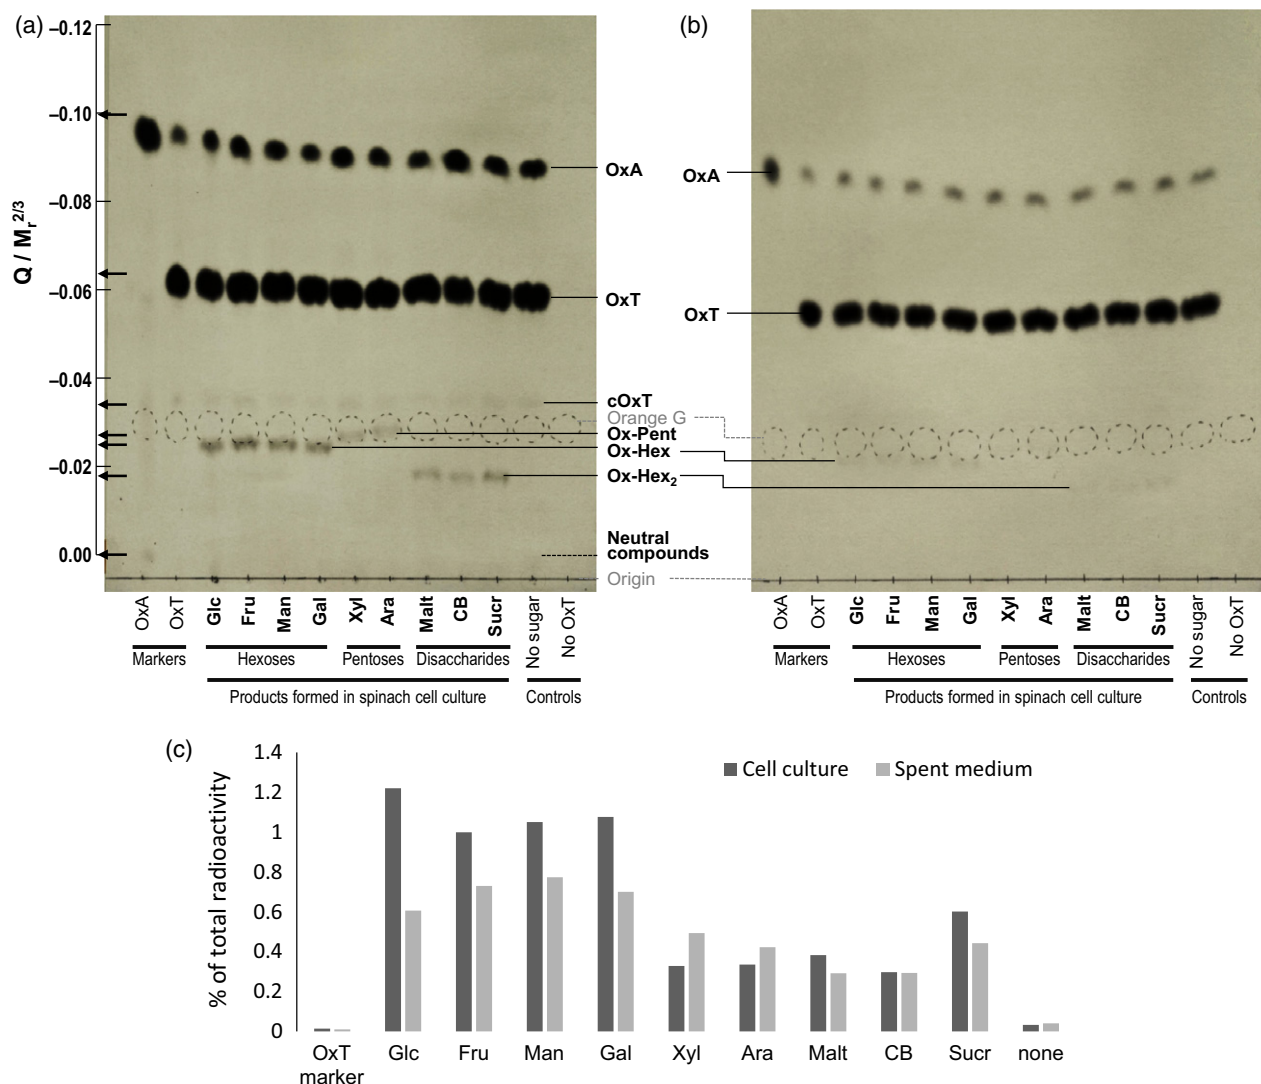 (a)
Q / Mr^2/3
–0.12
–0.10
–0.08
–0.06
–0.04
–0.02
0.00
OxA
OxT
cOxT
Orange G
Ox-Pent
Ox-Hex
Ox-Hex2
Neutral
compounds
Origin
OxA OxT Glc Fru Man Gal Xyl Ara Malt CB Sucr No sugar No OxT
Markers Hexoses Pentoses Disaccharides
Products formed in spinach cell culture Controls
(b)
OxA
OxT
OxA OxT Glc Fru Man Gal Xyl Ara Malt CB Sucr No sugar No OxT
Markers Hexoses Pentoses Disaccharides
Products formed in spinach cell culture Controls
(c)
% of total radioactivity
1.4
1.2
1
0.8
0.6
0.4
0.2
0
Cell culture Spent medium
OxT Glc Fru Man Gal Xyl Ara Malt CB Sucr none
marker